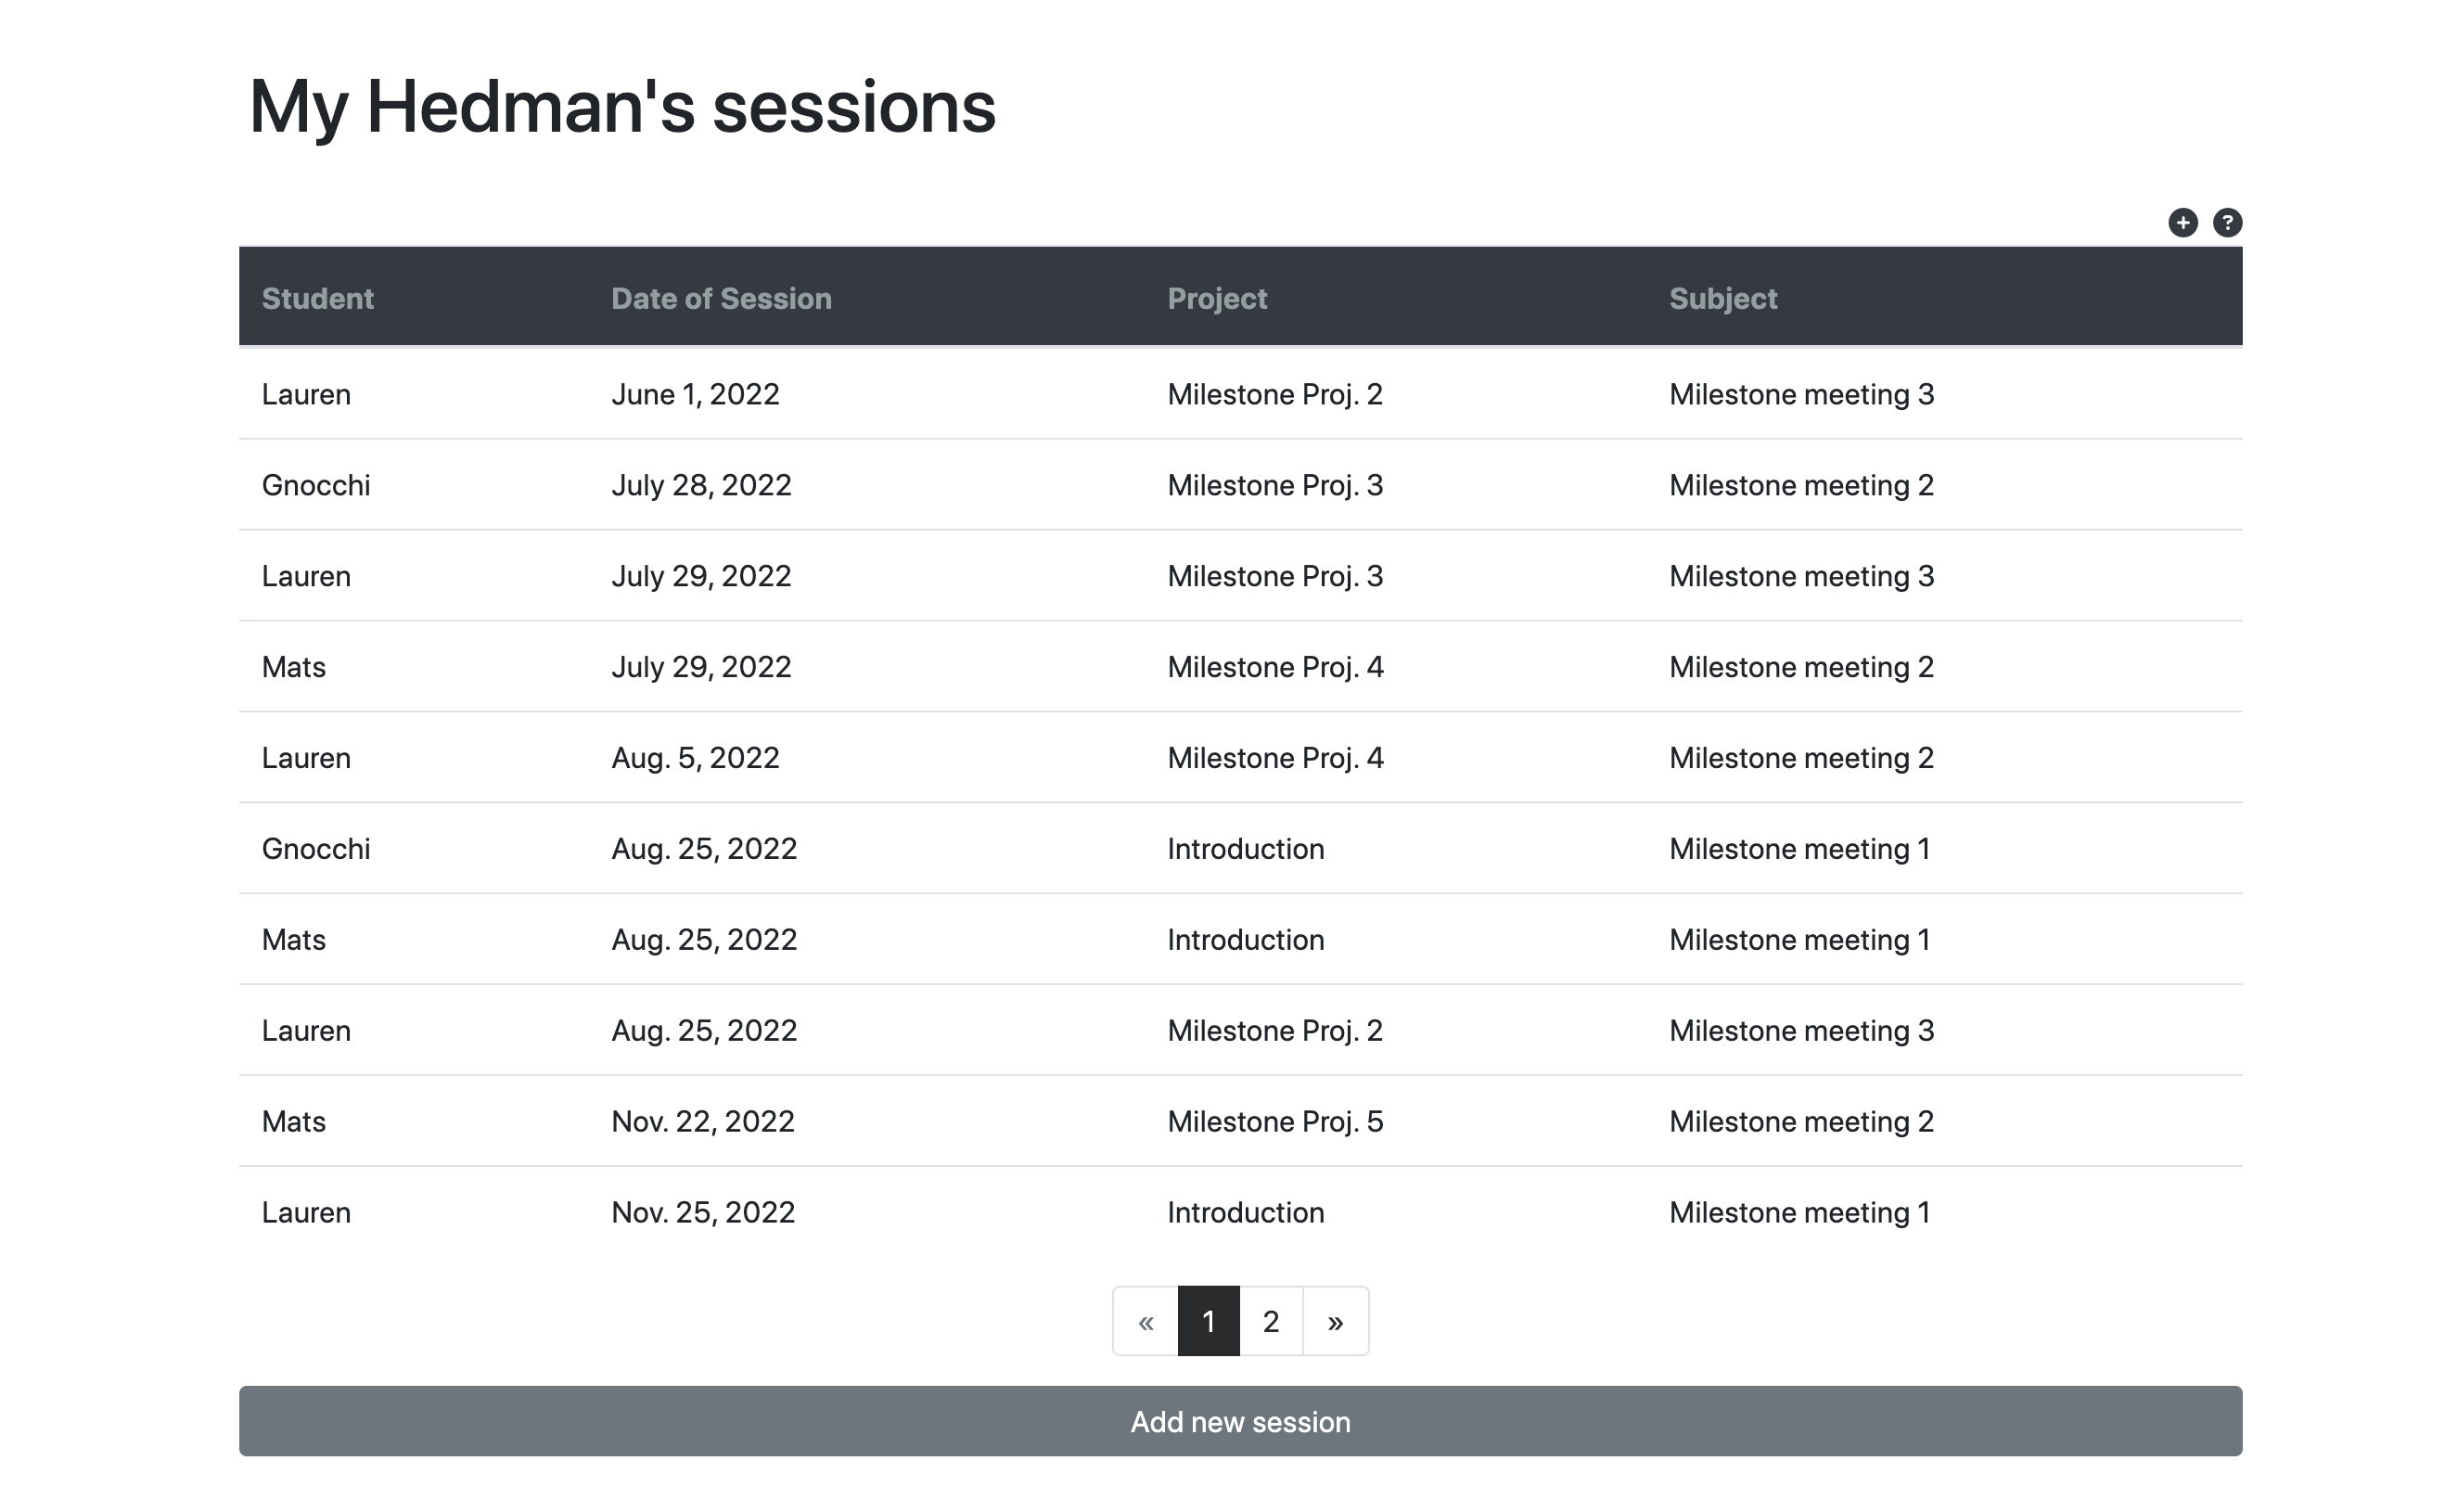 My Hedman's sessions
+ ?
Student Date of Session Project Subject
Lauren June 1, 2022 Milestone Proj. 2 Milestone meeting 3
Gnocchi July 28, 2022 Milestone Proj. 3 Milestone meeting 2
Lauren July 29, 2022 Milestone Proj. 3 Milestone meeting 3
Mats July 29, 2022 Milestone Proj. 4 Milestone meeting 2
Lauren Aug. 5, 2022 Milestone Proj. 4 Milestone meeting 2
Gnocchi Aug. 25, 2022 Introduction Milestone meeting 1
Mats Aug. 25, 2022 Introduction Milestone meeting 1
Lauren Aug. 25, 2022 Milestone Proj. 2 Milestone meeting 3
Mats Nov. 22, 2022 Milestone Proj. 5 Milestone meeting 2
Lauren Nov. 25, 2022 Introduction Milestone meeting 1
« 1 2 »
Add new session